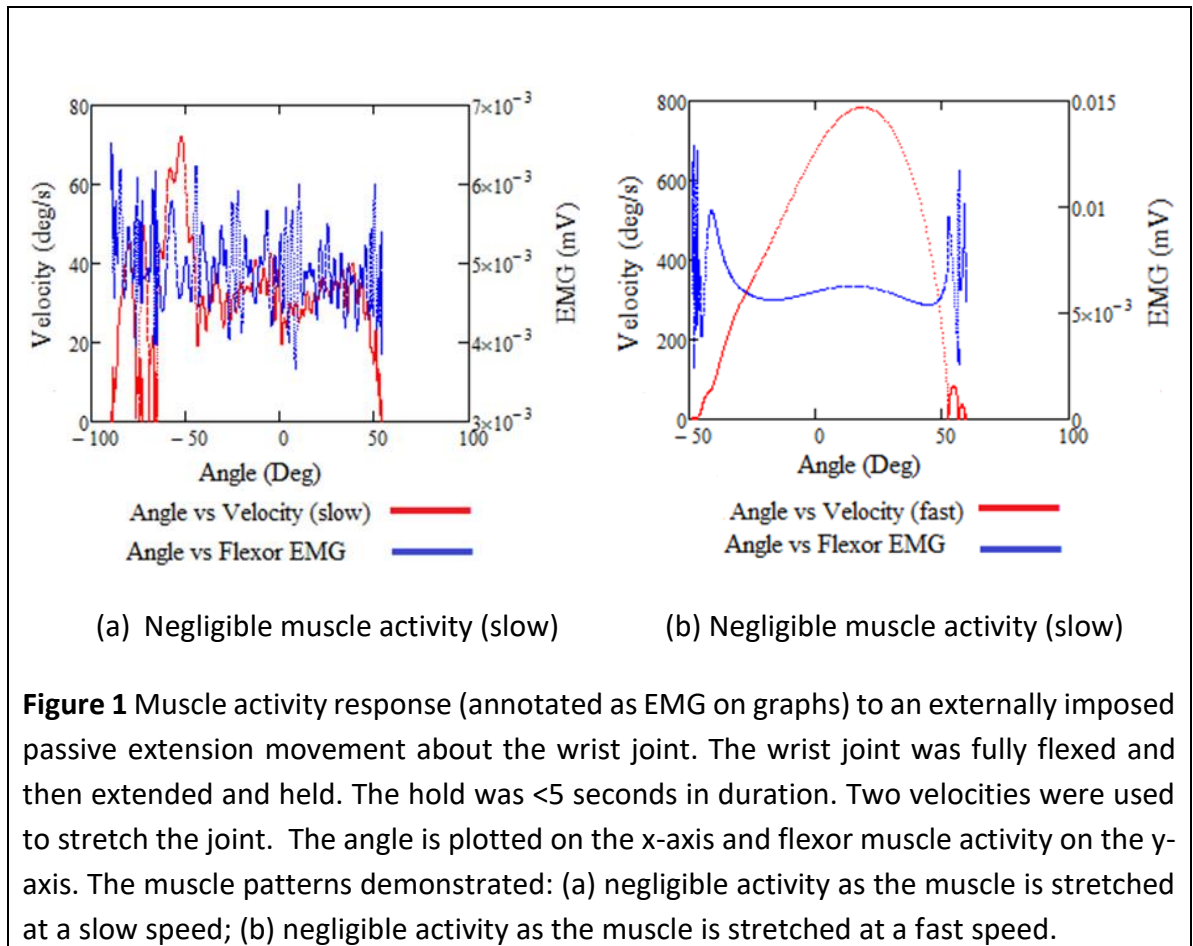 80
60
40
20
0
7×10⁻³
6×10⁻³
5×10⁻³
4×10⁻³
3×10⁻³
Velocity (deg/s)
EMG (mV)
−100 −50 0 50 100
Angle (Deg)
Angle vs Velocity (slow)
Angle vs Flexor EMG
800
600
400
200
0
0.015
0.01
5×10⁻³
0
Velocity (deg/s)
EMG (mV)
−50 0 50 100
Angle (Deg)
Angle vs Velocity (fast)
Angle vs Flexor EMG
(a) Negligible muscle activity (slow)
(b) Negligible muscle activity (slow)
Figure 1 Muscle activity response (annotated as EMG on graphs) to an externally imposed
passive extension movement about the wrist joint. The wrist joint was fully flexed and
then extended and held. The hold was <5 seconds in duration. Two velocities were used
to stretch the joint. The angle is plotted on the x-axis and flexor muscle activity on the y-
axis. The muscle patterns demonstrated: (a) negligible activity as the muscle is stretched
at a slow speed; (b) negligible activity as the muscle is stretched at a fast speed.